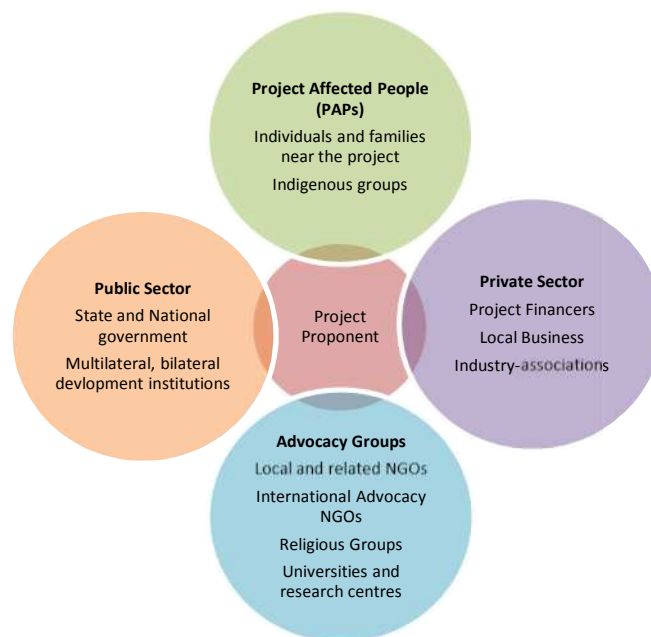 Project Affected People
(PAPs)
Individuals and families
near the project
Indigenous groups
Public Sector
State and National
government
Multilateral, bilateral
devlopment institutions
Project
Proponent
Private Sector
Project Financers
Local Business
Industry-associations
Advocacy Groups
Local and related NGOs
International Advocacy
NGOs
Religious Groups
Universities and
research centres